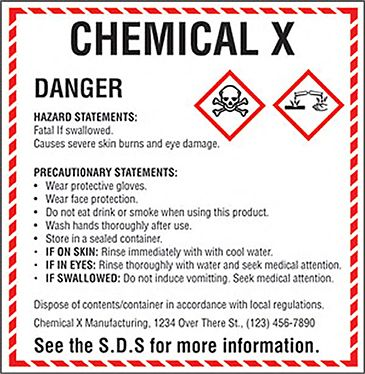 CHEMICAL X
DANGER
HAZARD STATEMENTS:
Fatal If swallowed.
Causes severe skin burns and eye damage.
PRECAUTIONARY STATEMENTS:
• Wear protective gloves.
• Wear face protection.
• Do not eat drink or smoke when using this product.
• Wash hands thoroughly after use.
• Store in a sealed container.
• IF ON SKIN: Rinse immediately with with cool water.
• IF IN EYES: Rinse thoroughly with water and seek medical attention.
• IF SWALLOWED: Do not induce vomitting. Seek medical attention.
Dispose of contents/container in accordance with local regulations.
Chemical X Manufacturing, 1234 Over There St., (123) 456-7890
See the S.D.S for more information.